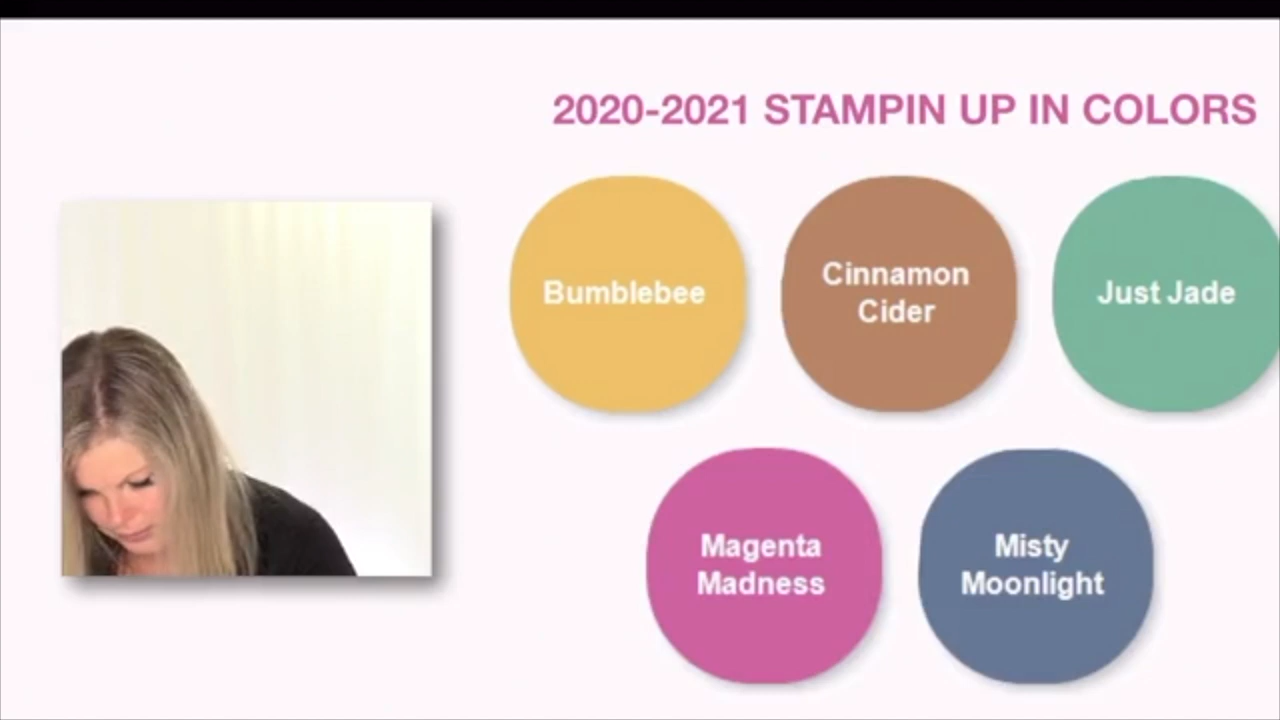 2020-2021 STAMPIN UP IN COLORS
Bumblebee
Cinnamon
Cider
Just Jade
Magenta
Madness
Misty
Moonlight